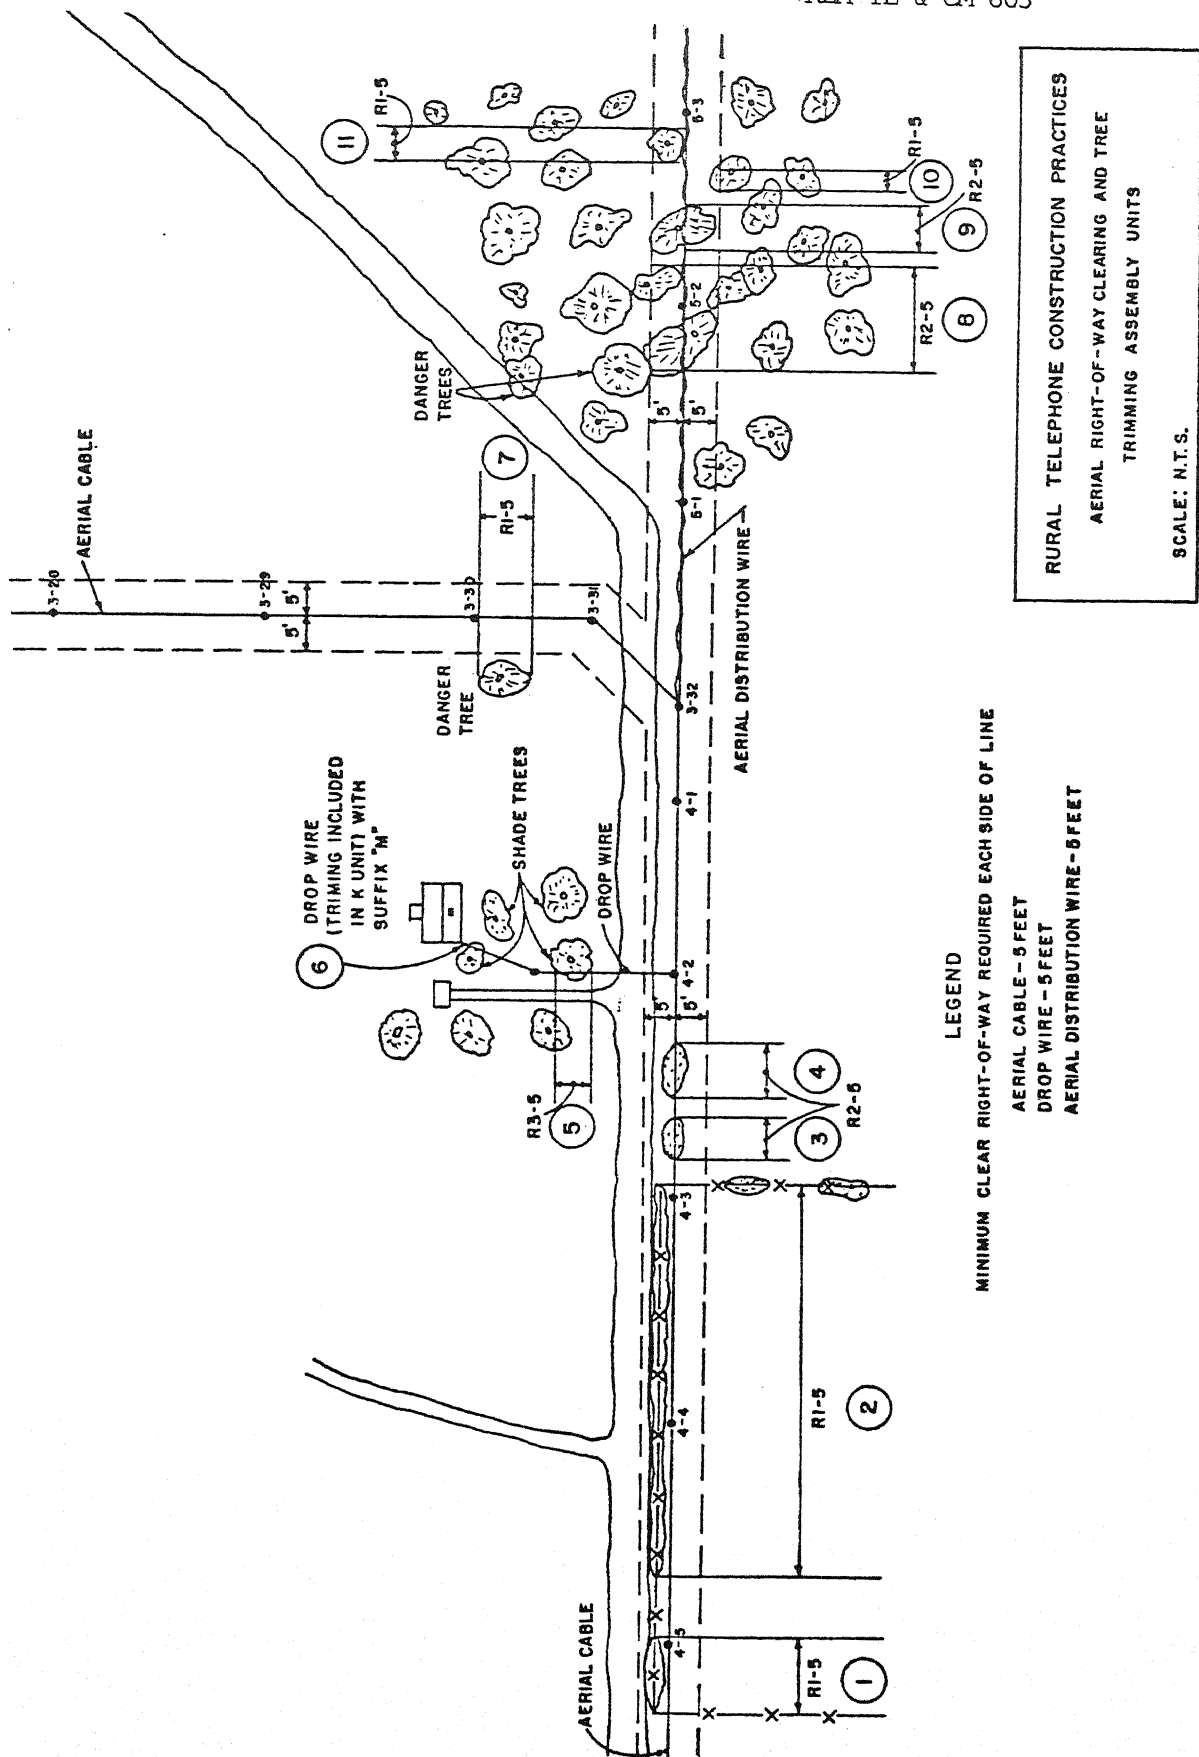 AERIAL CABLE
1
R1-5
4-5
2
R1-5
4-4
4-3
3
4
R2-5
5
R3-5
6
DROP WIRE
(TRIMING INCLUDED
IN K UNIT) WITH
SUFFIX "M"
SHADE TREES
DROP WIRE
5'
5'
4-2
4-1
3-32
AERIAL DISTRIBUTION WIRE
DANGER
TREE
R1-5
7
3-31
3-30
5'
5'
3-29
3-20
AERIAL CABLE
DANGER
TREES
5'
5'
5-1
5-2
5-3
R2-5
8
9
R2-5
10
R1-5
11
R1-5
LEGEND
MINIMUM CLEAR RIGHT-OF-WAY REQUIRED EACH SIDE OF LINE
AERIAL CABLE - 5 FEET
DROP WIRE - 5 FEET
AERIAL DISTRIBUTION WIRE - 5 FEET
RURAL TELEPHONE CONSTRUCTION PRACTICES
AERIAL RIGHT-OF-WAY CLEARING AND TREE
TRIMMING ASSEMBLY UNITS
SCALE: N.T.S.